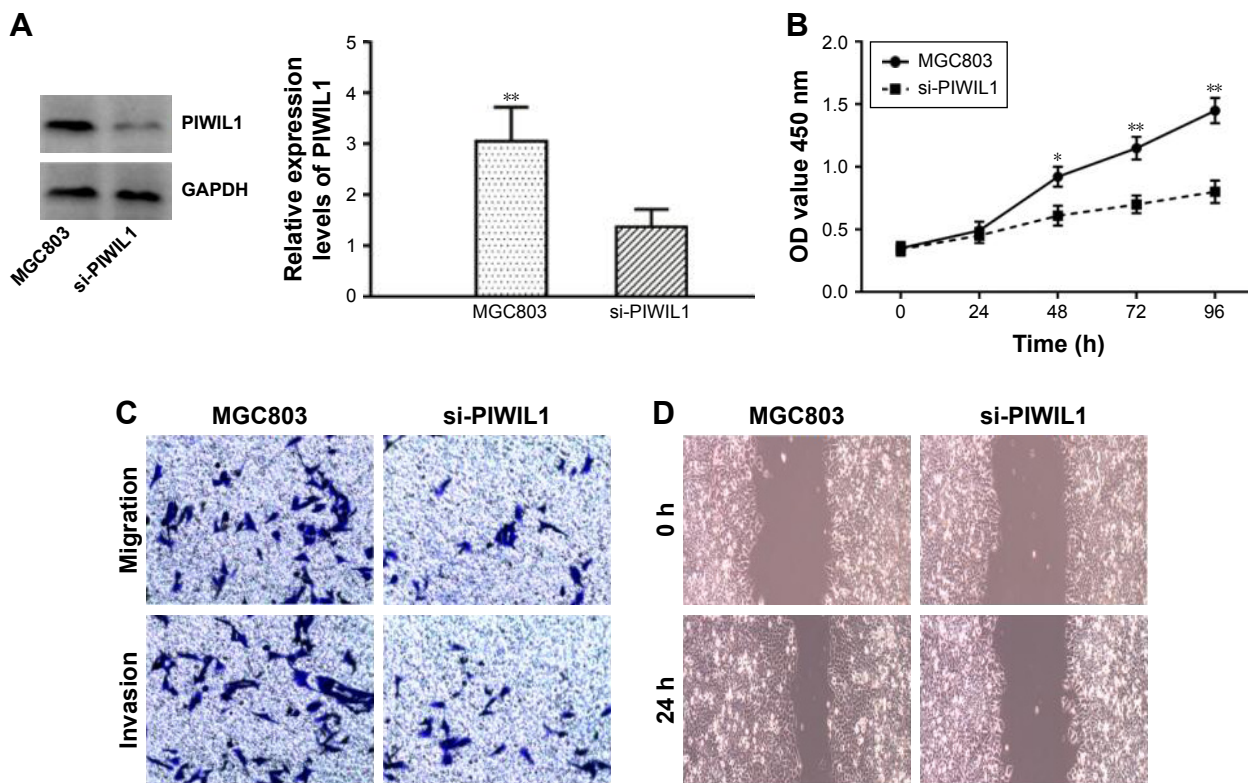 A
PIWIL1
GAPDH
MGC803
si-PIWIL1
Relative expression
levels of PIWIL1
5
4
3
2
1
0
**
MGC803
si-PIWIL1
B
OD value 450 nm
2.0
1.5
1.0
0.5
0.0
MGC803
si-PIWIL1
*
**
**
0
24
48
72
96
Time (h)
C
MGC803
si-PIWIL1
Migration
Invasion
D
MGC803
si-PIWIL1
0 h
24 h